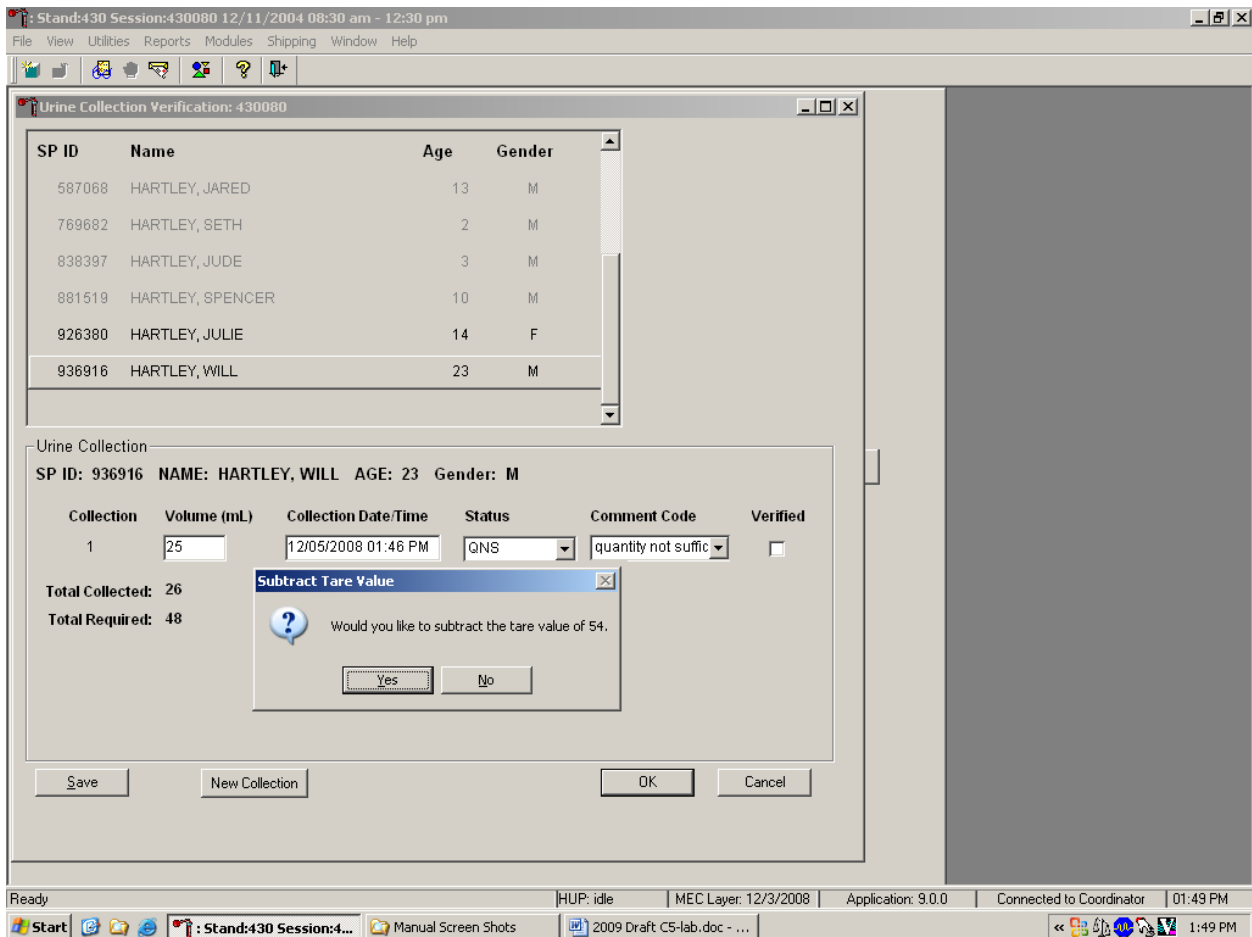 : Stand:430 Session:430080 12/11/2004 08:30 am - 12:30 pm
File View Utilities Reports Modules Shipping Window Help
Urine Collection Verification: 430080
SP ID Name Age Gender
587068 HARTLEY, JARED 13 M
769682 HARTLEY, SETH 2 M
838397 HARTLEY, JUDE 3 M
881519 HARTLEY, SPENCER 10 M
926380 HARTLEY, JULIE 14 F
936916 HARTLEY, WILL 23 M
Urine Collection
SP ID: 936916 NAME: HARTLEY, WILL AGE: 23 Gender: M
Collection Volume (mL) Collection Date/Time Status Comment Code Verified
1 25 12/05/2008 01:46 PM QNS quantity not suffic
Total Collected: 26
Total Required: 48
Subtract Tare Value
Would you like to subtract the tare value of 54.
Yes No
Save New Collection OK Cancel
Ready HUP: idle MEC Layer: 12/3/2008 Application: 9.0.0 Connected to Coordinator 01:49 PM
Start : Stand:430 Session:4... Manual Screen Shots 2009 Draft C5-lab.doc - ... « 1:49 PM